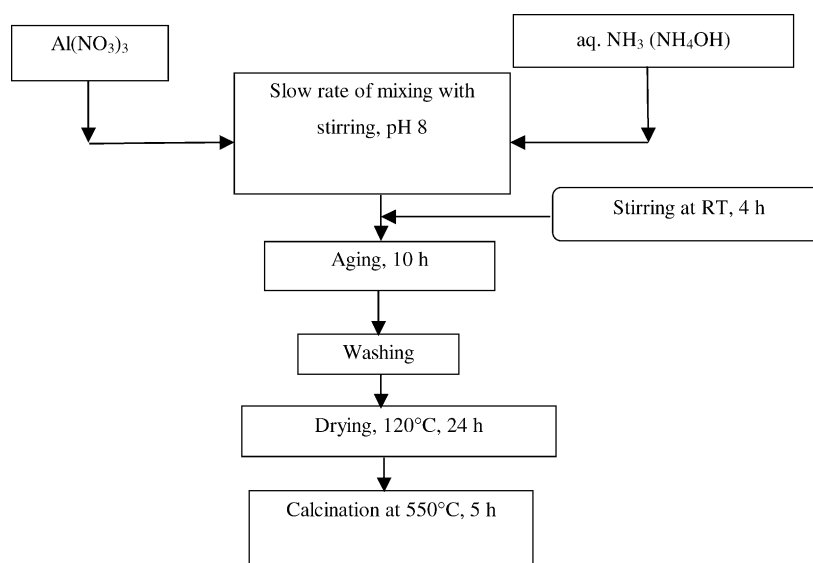 Al(NO₃)₃
aq. NH₃ (NH₄OH)
Slow rate of mixing with
stirring, pH 8
Stirring at RT, 4 h
Aging, 10 h
Washing
Drying, 120°C, 24 h
Calcination at 550°C, 5 h